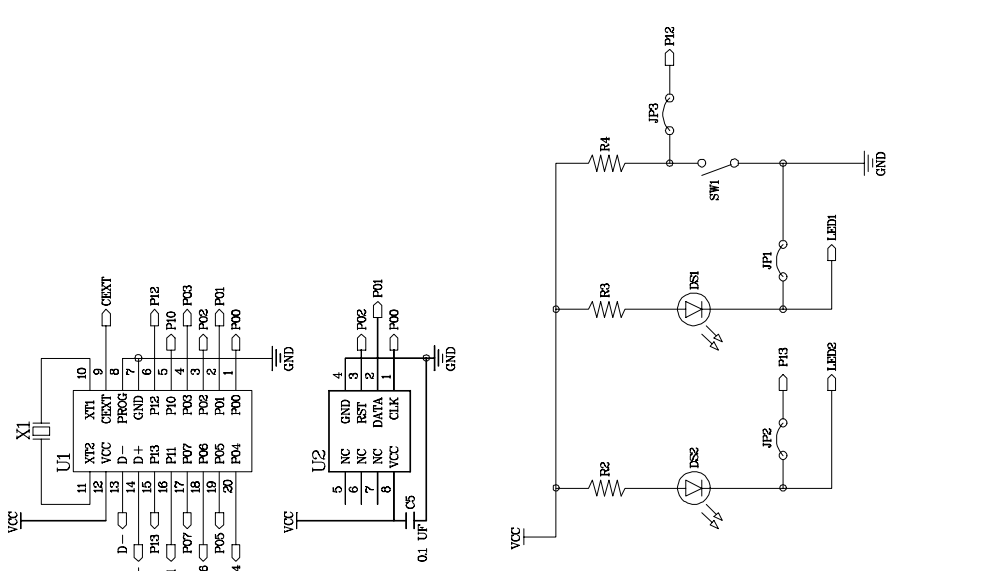 P12
JP3
R4
SW1
GND
CEXT
P12
P10
P03
P02
P01
P00
GND
10
9
8
7
6
5
4
3
2
1
X1
U1
XT1
CEXT
PROG
GND
P12
P10
P03
P02
P01
P00
XT2
VCC
D-
D+
P13
P11
P07
P06
P05
P04
11
12
13
14
15
16
17
18
19
20
VCC
D-
P13
P07
P05
P02
P01
P00
GND
4
3
2
1
U2
GND
RST
DATA
CLK
NC
NC
NC
VCC
5
6
7
8
VCC
C5
0.1 UF
R3
DS1
JP1
LED1
R2
DS2
JP2
P13
LED2
VCC